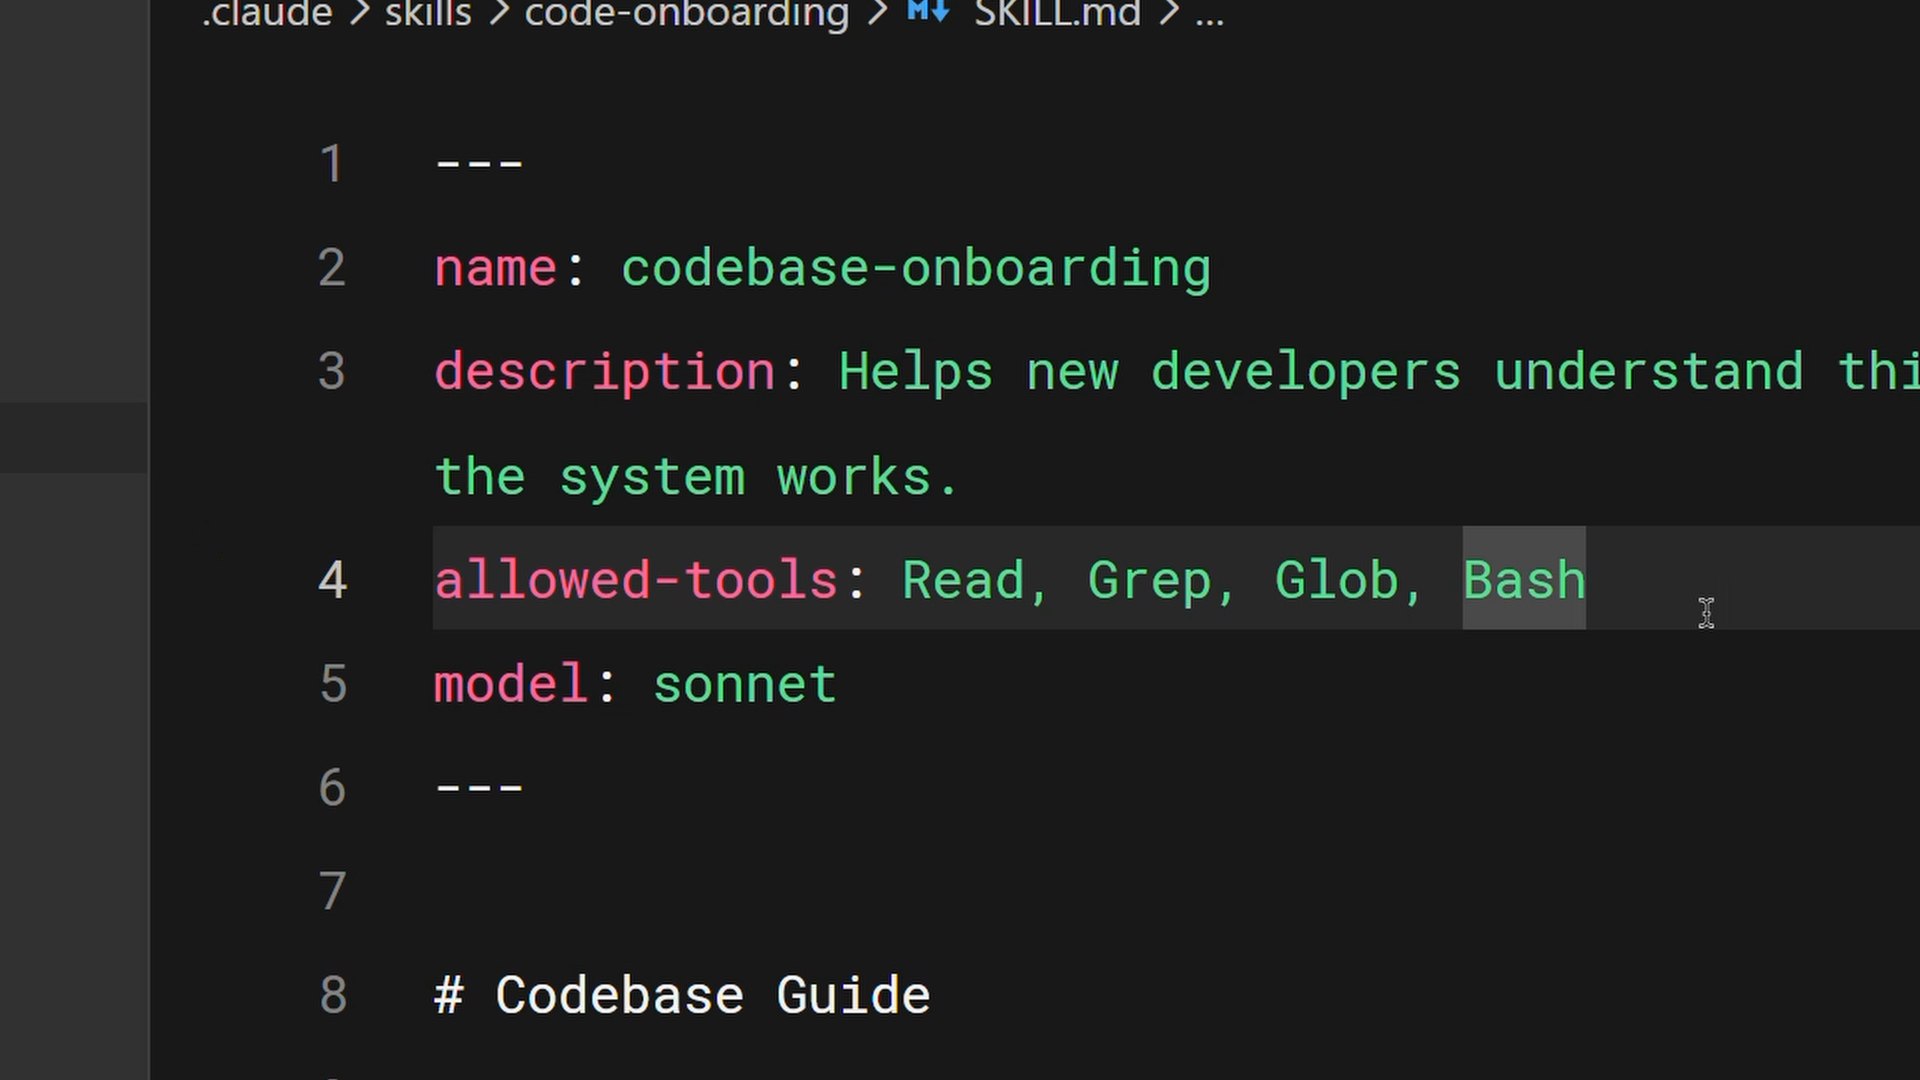 .claude > skills > code-onboarding > SKILL.md > ...
1 ---
2 name: codebase-onboarding
3 description: Helps new developers understand
the system works.
4 allowed-tools: Read, Grep, Glob, Bash
5 model: sonnet
6 ---
7
8 # Codebase Guide